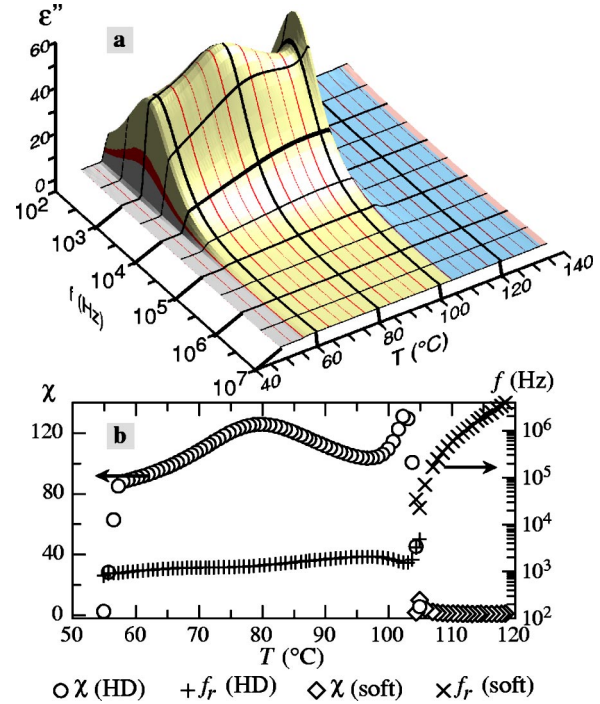 ε"
a
60
40
20
0
10²
10³
10⁴
10⁵
10⁶
10⁷
f (Hz)
40
60
80
100
120
140
T (°C)
χ
b
f (Hz)
120
80
40
0
10⁶
10⁵
10⁴
10³
10²
50 60 70 80 90 100 110 120
T (°C)
○ χ (HD) + fᵣ (HD) ◇ χ (soft) × fᵣ (soft)